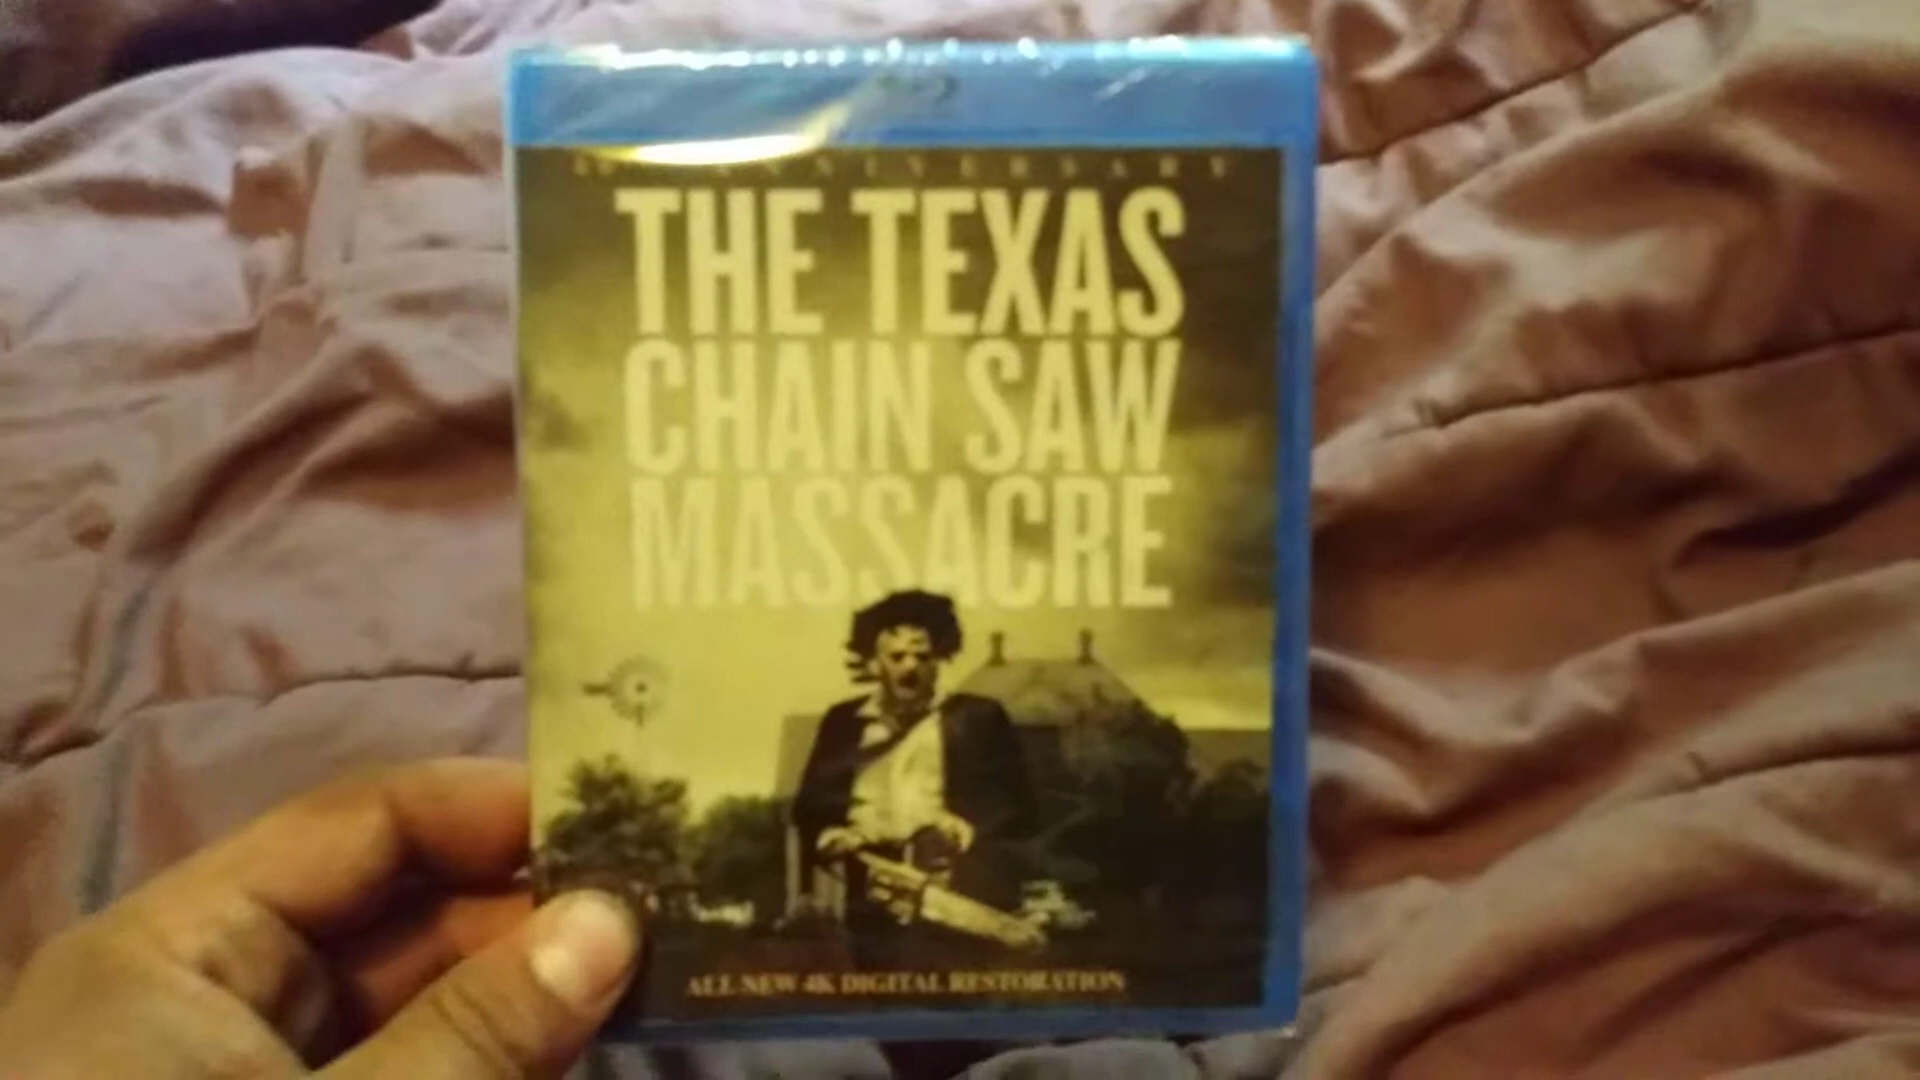 ANNIVERSARY
THE TEXAS
CHAIN SAW
MASSACRE
ALL-NEW 4K DIGITAL RESTORATION